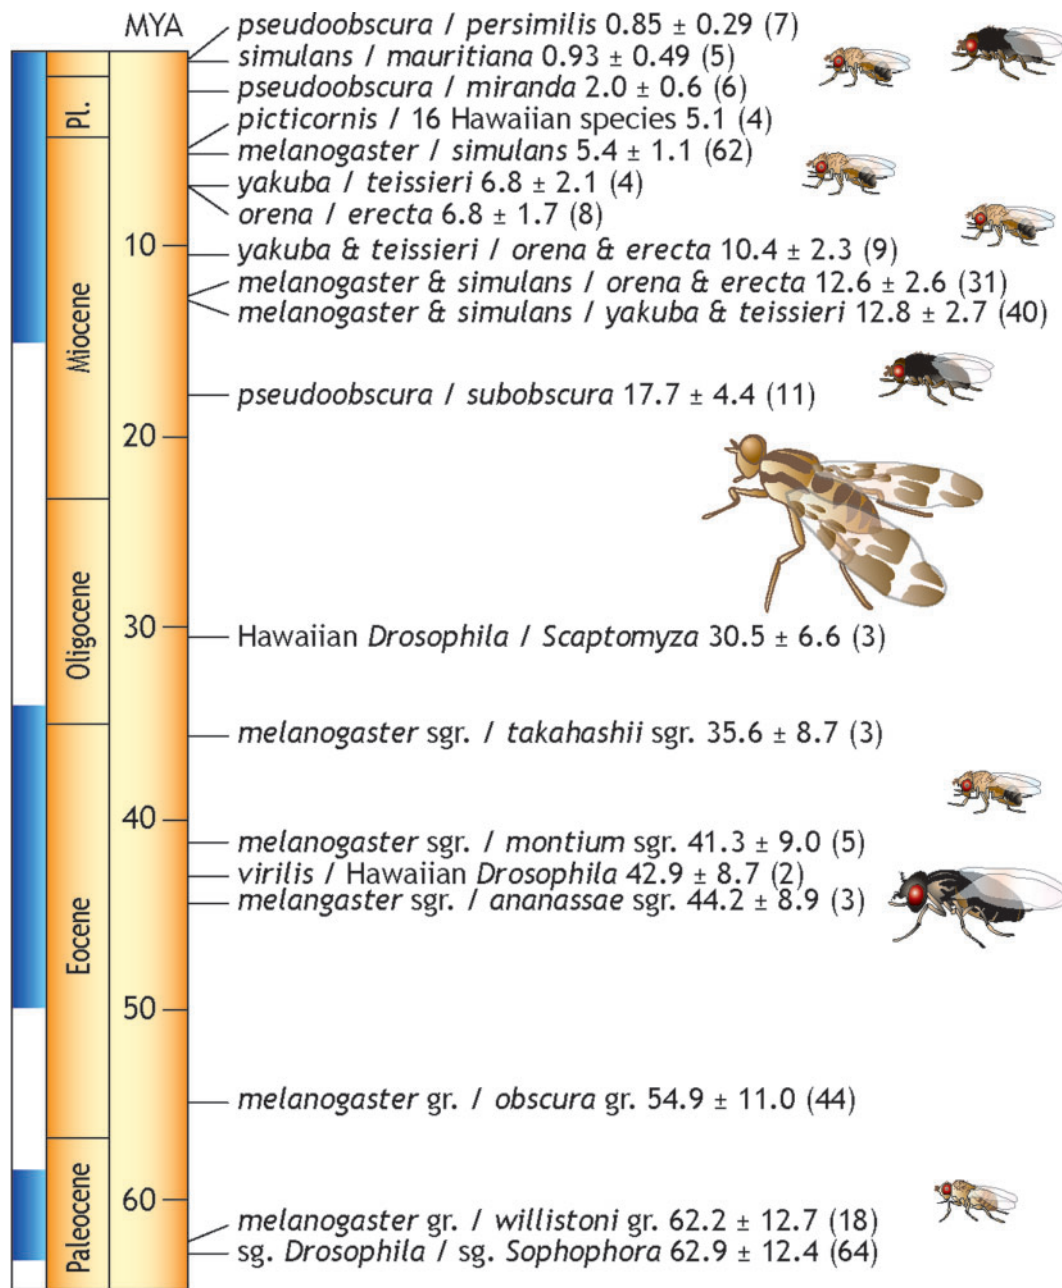 MYA
pseudoobscura / persimilis 0.85 ± 0.29 (7)
simulans / mauritiana 0.93 ± 0.49 (5)
pseudoobscura / miranda 2.0 ± 0.6 (6)
Pl.
picticornis / 16 Hawaiian species 5.1 (4)
melanogaster / simulans 5.4 ± 1.1 (62)
yakuba / teissieri 6.8 ± 2.1 (4)
orena / erecta 6.8 ± 1.7 (8)
10
yakuba & teissieri / orena & erecta 10.4 ± 2.3 (9)
melanogaster & simulans / orena & erecta 12.6 ± 2.6 (31)
melanogaster & simulans / yakuba & teissieri 12.8 ± 2.7 (40)
Miocene
pseudoobscura / subobscura 17.7 ± 4.4 (11)
20
Oligocene
30
Hawaiian Drosophila / Scaptomyza 30.5 ± 6.6 (3)
melanogaster sgr. / takahashii sgr. 35.6 ± 8.7 (3)
40
melanogaster sgr. / montium sgr. 41.3 ± 9.0 (5)
virilis / Hawaiian Drosophila 42.9 ± 8.7 (2)
melangaster sgr. / ananassae sgr. 44.2 ± 8.9 (3)
Eocene
50
melanogaster gr. / obscura gr. 54.9 ± 11.0 (44)
Paleocene
60
melanogaster gr. / willistoni gr. 62.2 ± 12.7 (18)
sg. Drosophila / sg. Sophophora 62.9 ± 12.4 (64)